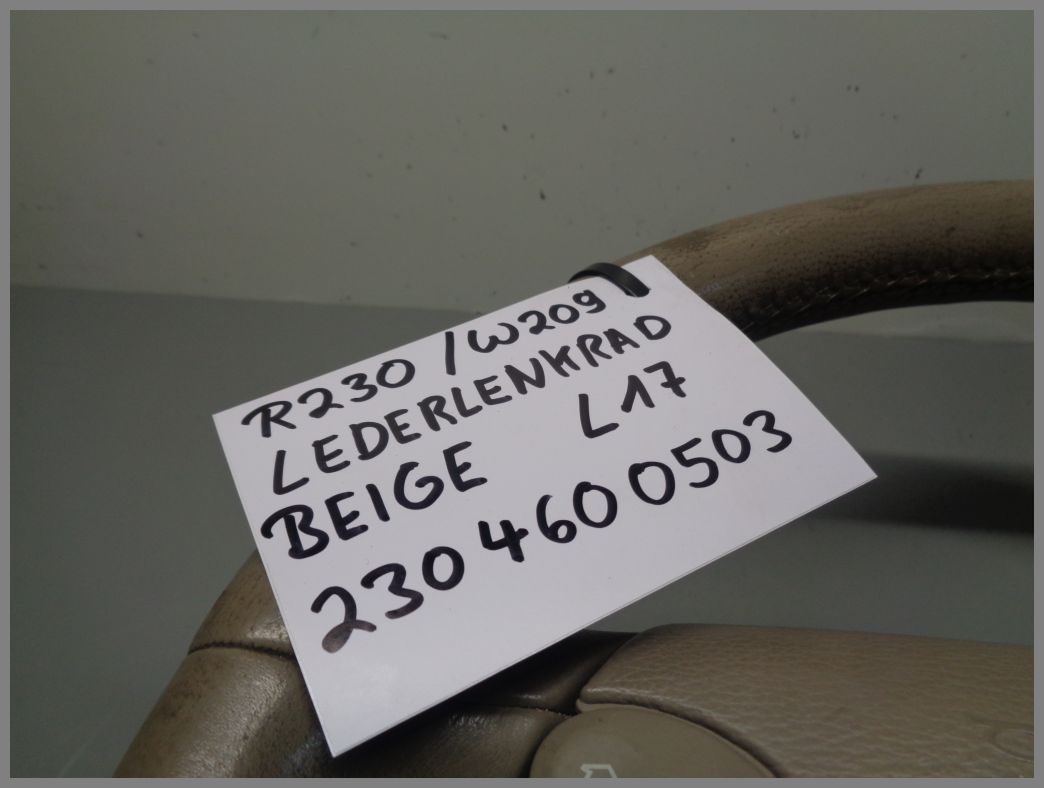 R230 / W209
LEDERLENKRAD
BEIGE L17
230 460 0503